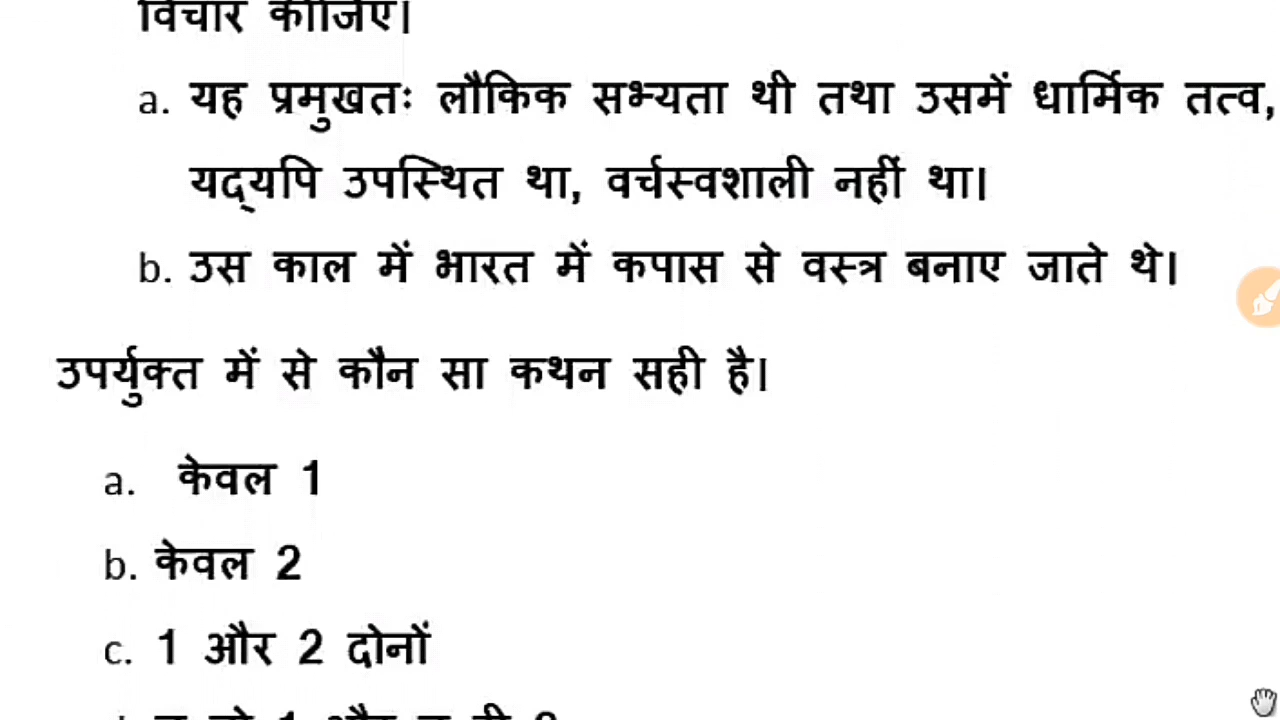 विचार कीजिए।
a. यह प्रमुखतः लौकिक सभ्यता थी तथा उसमें धार्मिक तत्व,
यद्यपि उपस्थित था, वर्चस्वशाली नहीं था।
b. उस काल में भारत में कपास से वस्त्र बनाए जाते थे।
उपर्युक्त में से कौन सा कथन सही है।
a. केवल 1
b. केवल 2
c. 1 और 2 दोनों